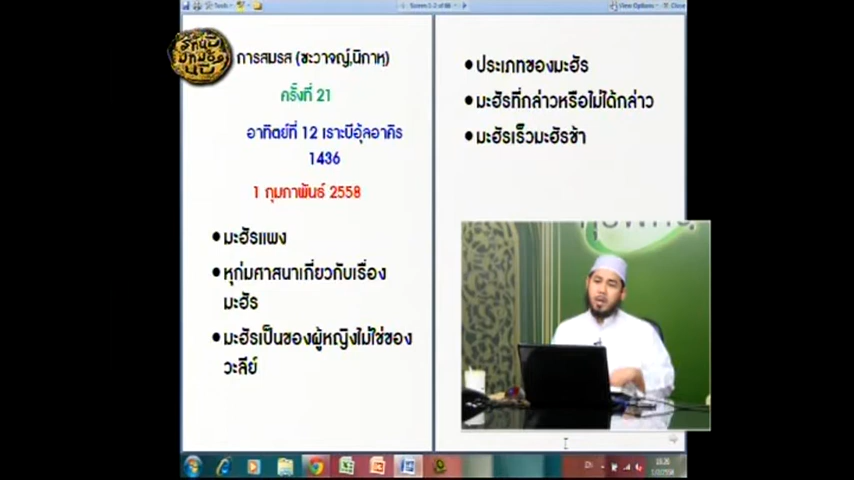 Tools
View Options
Close
การสมรส (ซะวาจญ์,นิกาหฺ)
ครั้งที่ 21
อาทิตย์ที่ 12 เราะบีอุ้ลอาคิร
1436
1 กุมภาพันธ์ 2558
● มะฮัรแพง
● หุก่มศาสนาเกี่ยวกับเรื่อง
มะฮัร
● มะฮัรเป็นของผู้หญิงไม่ใช่ของ
วะลีย์
● ประเภทของมะฮัร
● มะฮัรที่กล่าวหรือไม่ได้กล่าว
● มะฮัรเร็วมะฮัรช้า